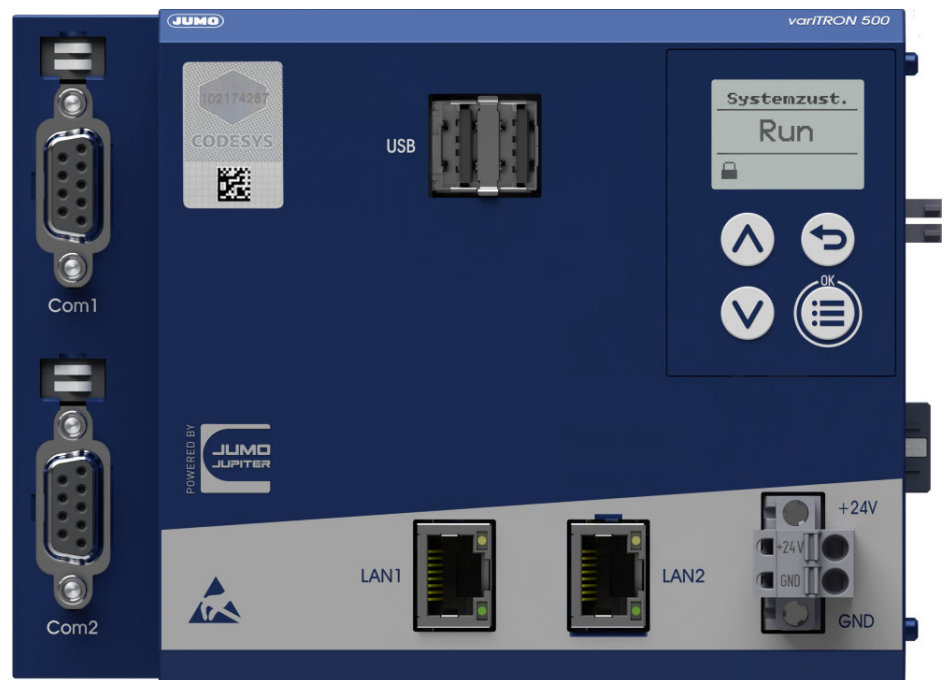 JUMO
variTRON 500
102174287
CODESYS
USB
Systemzust.
Run
OK
Com1
Com2
POWERED BY
JUMO
JUPITER
LAN1
LAN2
+24V
+24V
GND
GND